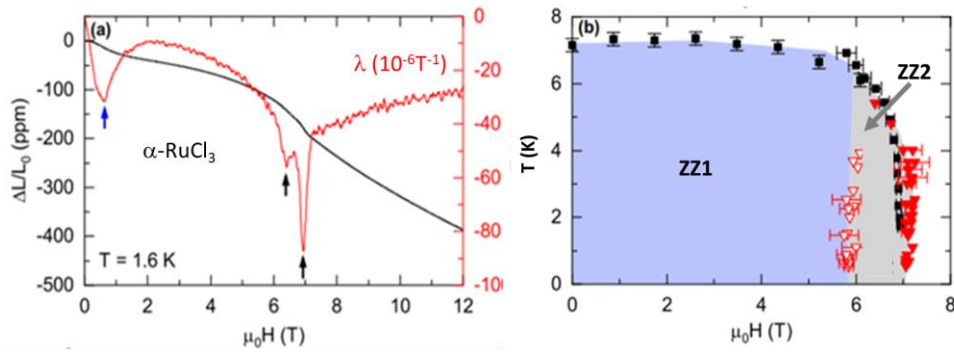 (a)
λ (10⁻⁶T⁻¹)
α-RuCl₃
T = 1.6 K
ΔL/L₀ (ppm)
0
-100
-200
-300
-400
-500
0
-20
-40
-60
-80
-100
0 2 4 6 8 10 12
μ₀H (T)
(b)
ZZ2
ZZ1
T (K)
8
6
4
2
0
0 2 4 6 8
μ₀H (T)